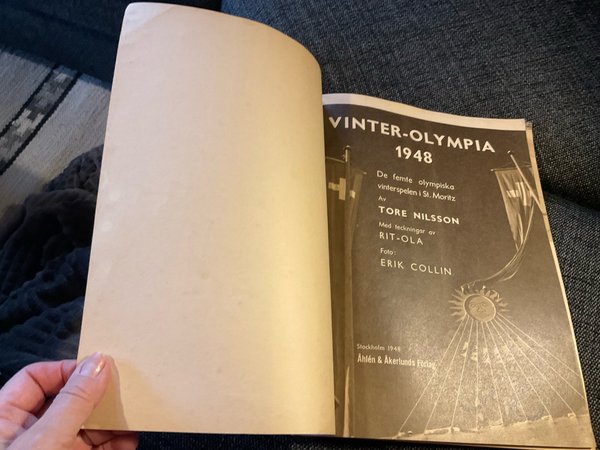 VINTER-OLYMPIA
1948
De femte olympiska
vinterspelen i St. Moritz
Av
TORE NILSSON
Med teckningar av
RIT-OLA
Foto:
ERIK COLLIN
Stockholm 1948
Åhlén & Åkerlunds Förlag